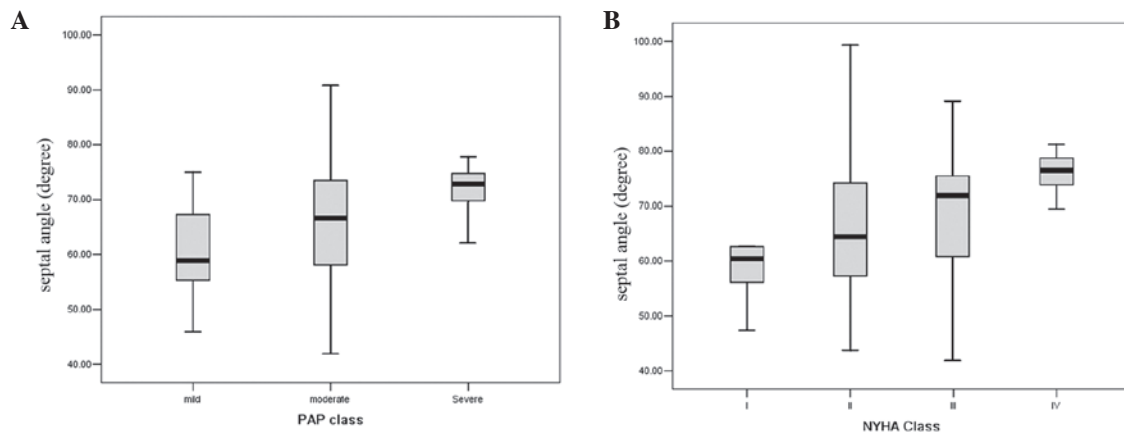 A
septal angle (degree)
100.00
90.00
80.00
70.00
60.00
50.00
40.00
mild moderate Severe
PAP class
B
septal angle (degree)
100.00
90.00
80.00
70.00
60.00
50.00
40.00
I II III IV
NYHA Class